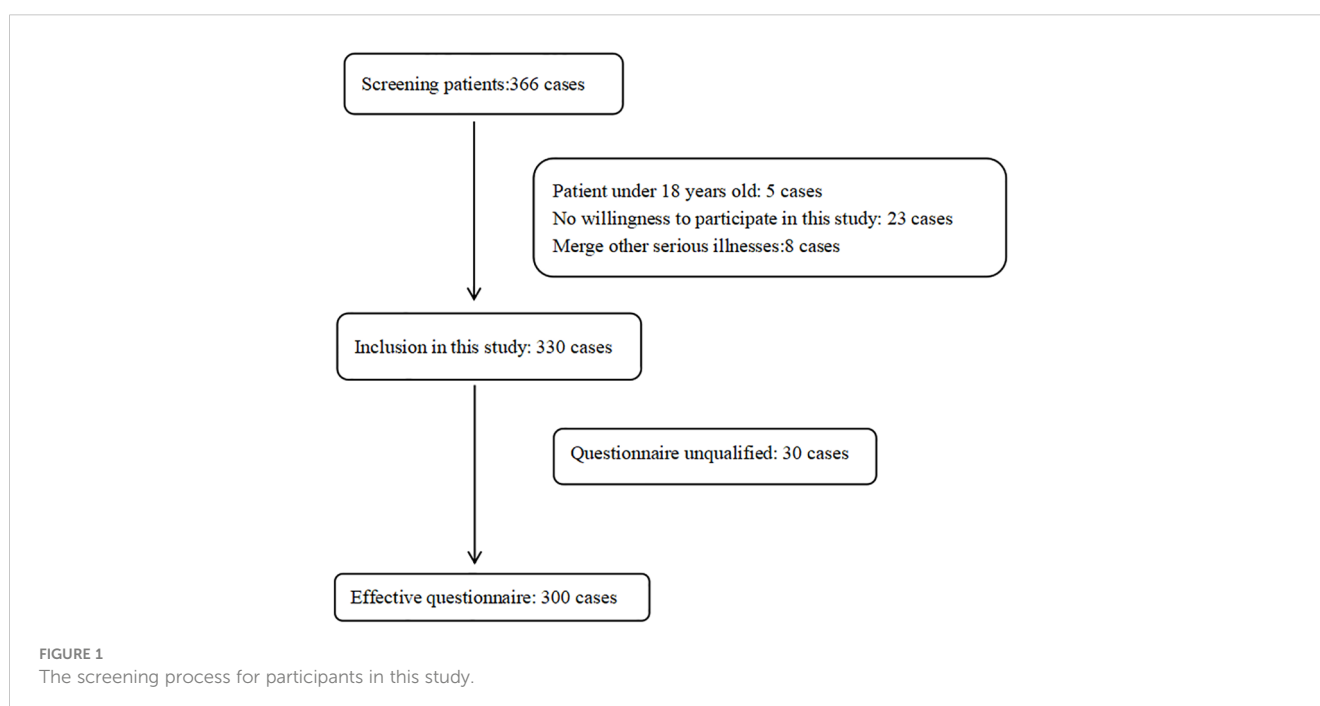 Screening patients:366 cases
Patient under 18 years old: 5 cases
No willingness to participate in this study: 23 cases
Merge other serious illnesses:8 cases
Inclusion in this study: 330 cases
Questionnaire unqualified: 30 cases
Effective questionnaire: 300 cases
FIGURE 1
The screening process for participants in this study.